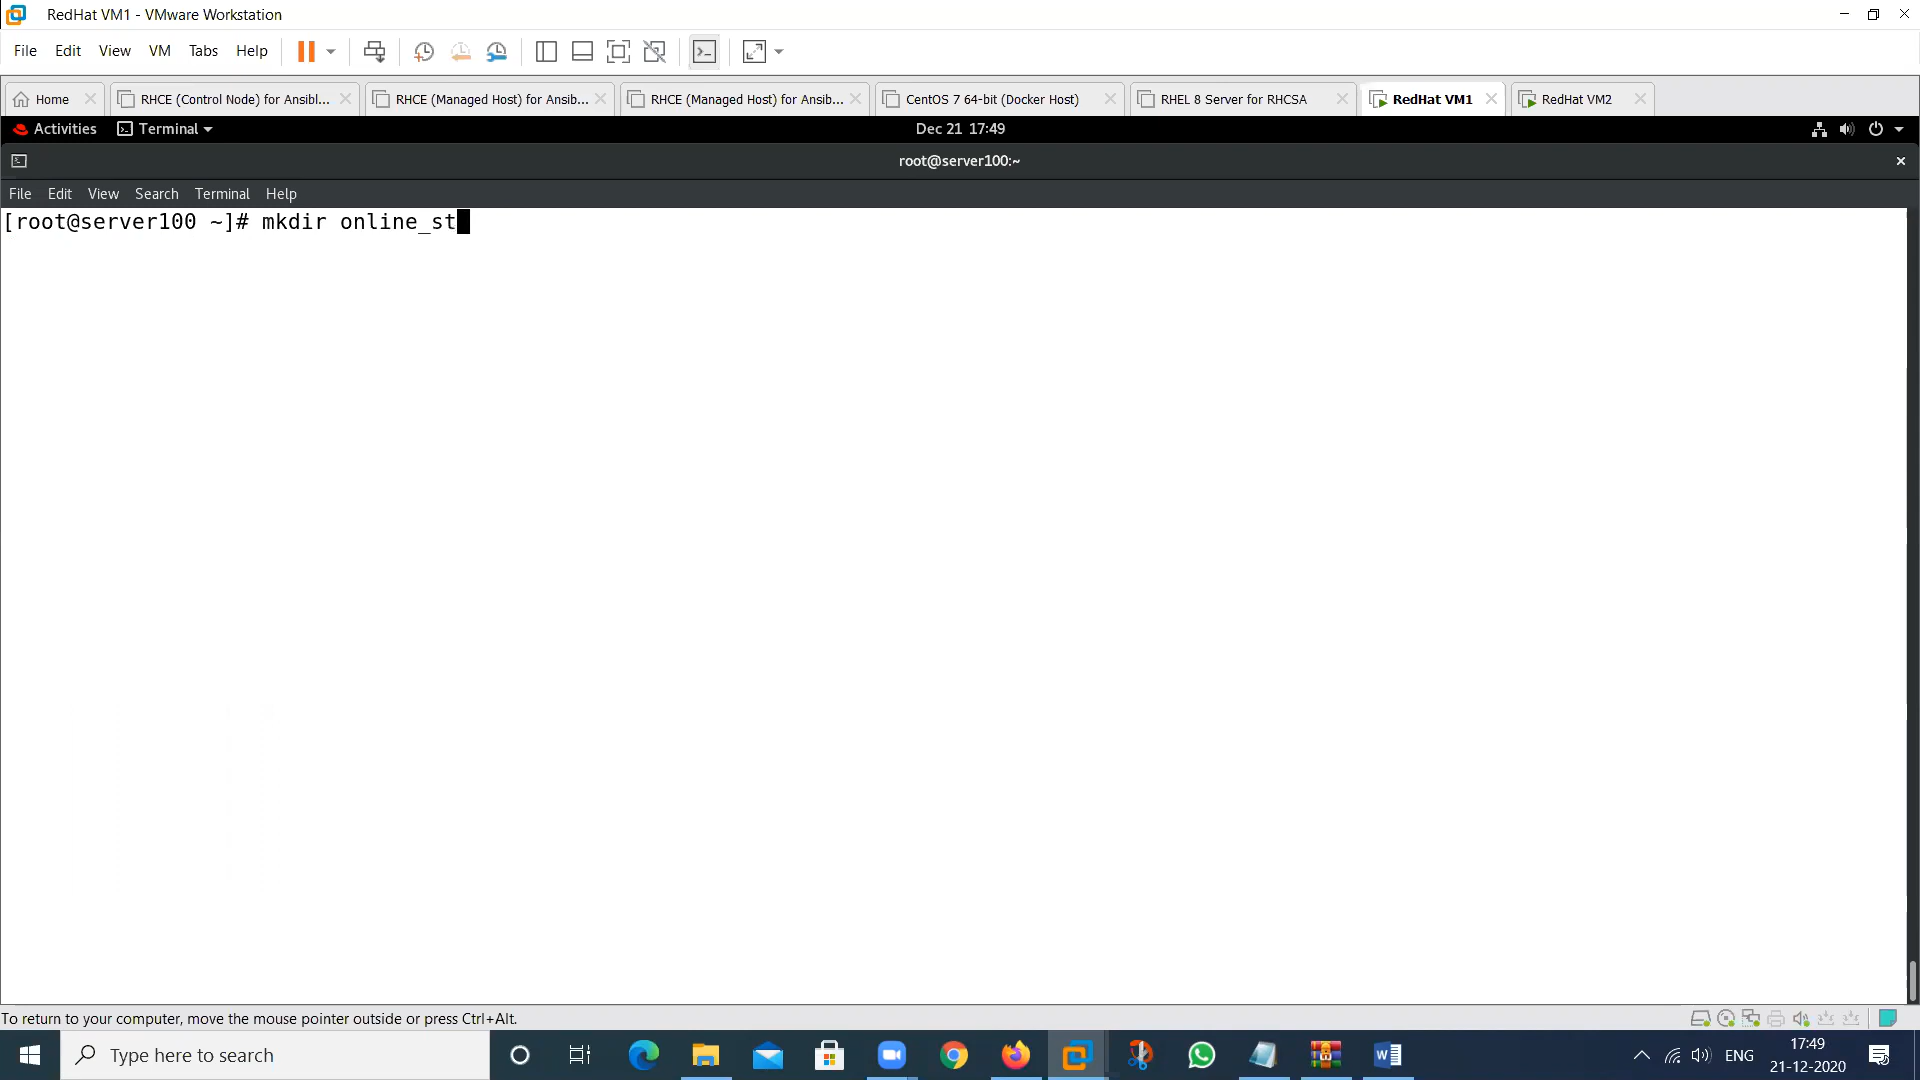 RedHat VM1 - VMware Workstation
File Edit View VM Tabs Help
Home RHCE (Control Node) for Ansibl... RHCE (Managed Host) for Ansib... RHCE (Managed Host) for Ansib... CentOS 7 64-bit (Docker Host) RHEL 8 Server for RHCSA RedHat VM1 RedHat VM2
Activities Terminal Dec 21 17:49
root@server100:~
File Edit View Search Terminal Help
[root@server100 ~]# mkdir online_st
To return to your computer, move the mouse pointer outside or press Ctrl+Alt.
Type here to search ENG 17:49
21-12-2020